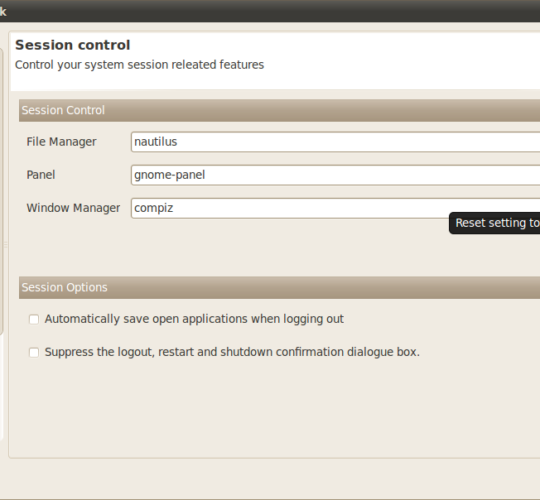 k
Session control
Control your system session releated features
Session Control
File Manager nautilus
Panel gnome-panel
Window Manager compiz
Reset setting to
Session Options
Automatically save open applications when logging out
Suppress the logout, restart and shutdown confirmation dialogue box.